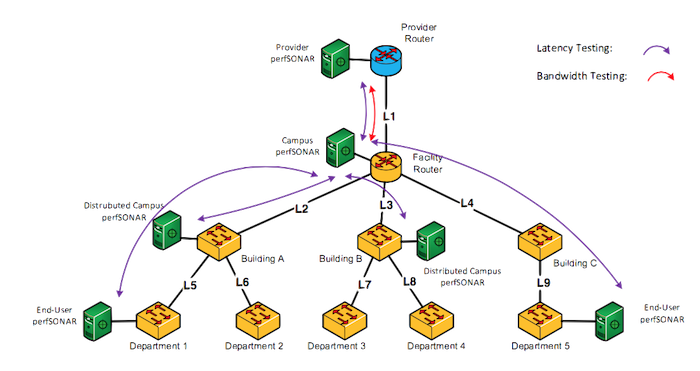 Provider
Router
Provider
perfSONAR
Latency Testing:
Bandwidth Testing:
L1
Campus
perfSONAR
Facility
Router
L2
L3
L4
Distrubuted Campus
perfSONAR
Building A
Building B
Distributed Campus
perfSONAR
Building C
L5
L6
L7
L8
L9
End-User
perfSONAR
End-User
perfSONAR
Department 1
Department 2
Department 3
Department 4
Department 5